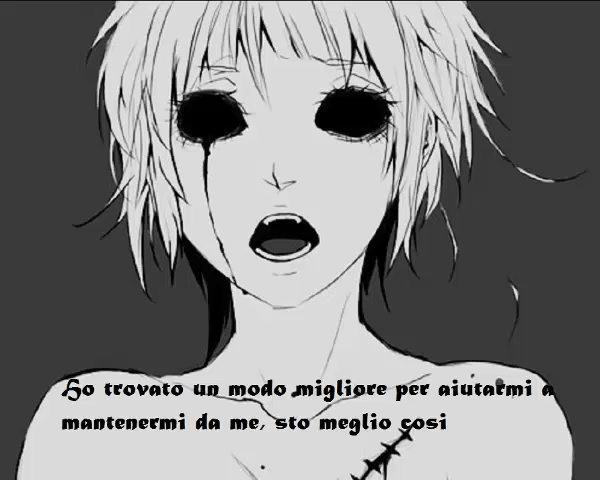 Ho trovato un modo migliore per aiutarmi a
mantenermi da me, sto meglio cosi